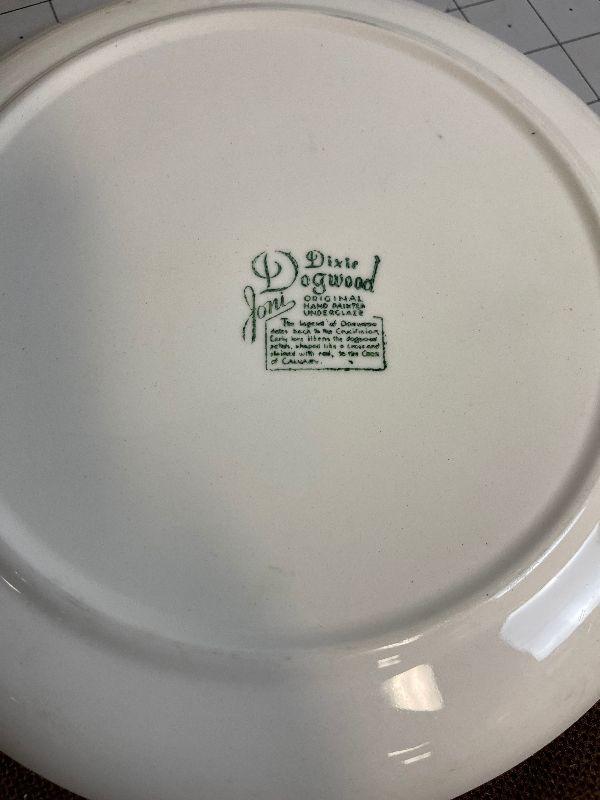 Dixie
Dogwood
Joni
ORIGINAL
HAND PAINTED
UNDERGLAZE
The legend of DOGWOOD
dates back to the Crucifixion
Early lore likens the dogwood
petals, shaped like a cross and
stained with red, to the CROSS
of CALVARY.